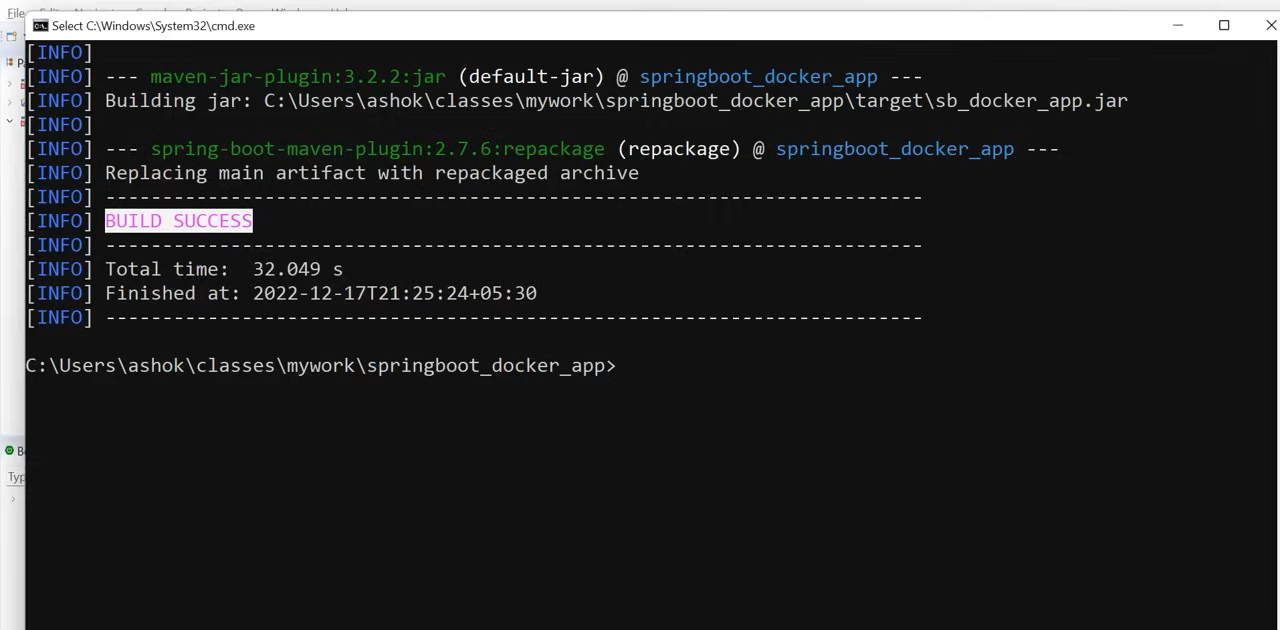 File
Select C:\Windows\System32\cmd.exe
[INFO]
[INFO] --- maven-jar-plugin:3.2.2:jar (default-jar) @ springboot_docker_app ---
[INFO] Building jar: C:\Users\ashok\classes\mywork\springboot_docker_app\target\sb_docker_app.jar
[INFO]
[INFO] --- spring-boot-maven-plugin:2.7.6:repackage (repackage) @ springboot_docker_app ---
[INFO] Replacing main artifact with repackaged archive
[INFO] ------------------------------------------------------------------------
[INFO] BUILD SUCCESS
[INFO] ------------------------------------------------------------------------
[INFO] Total time:  32.049 s
[INFO] Finished at: 2022-12-17T21:25:24+05:30
[INFO] ------------------------------------------------------------------------
C:\Users\ashok\classes\mywork\springboot_docker_app>